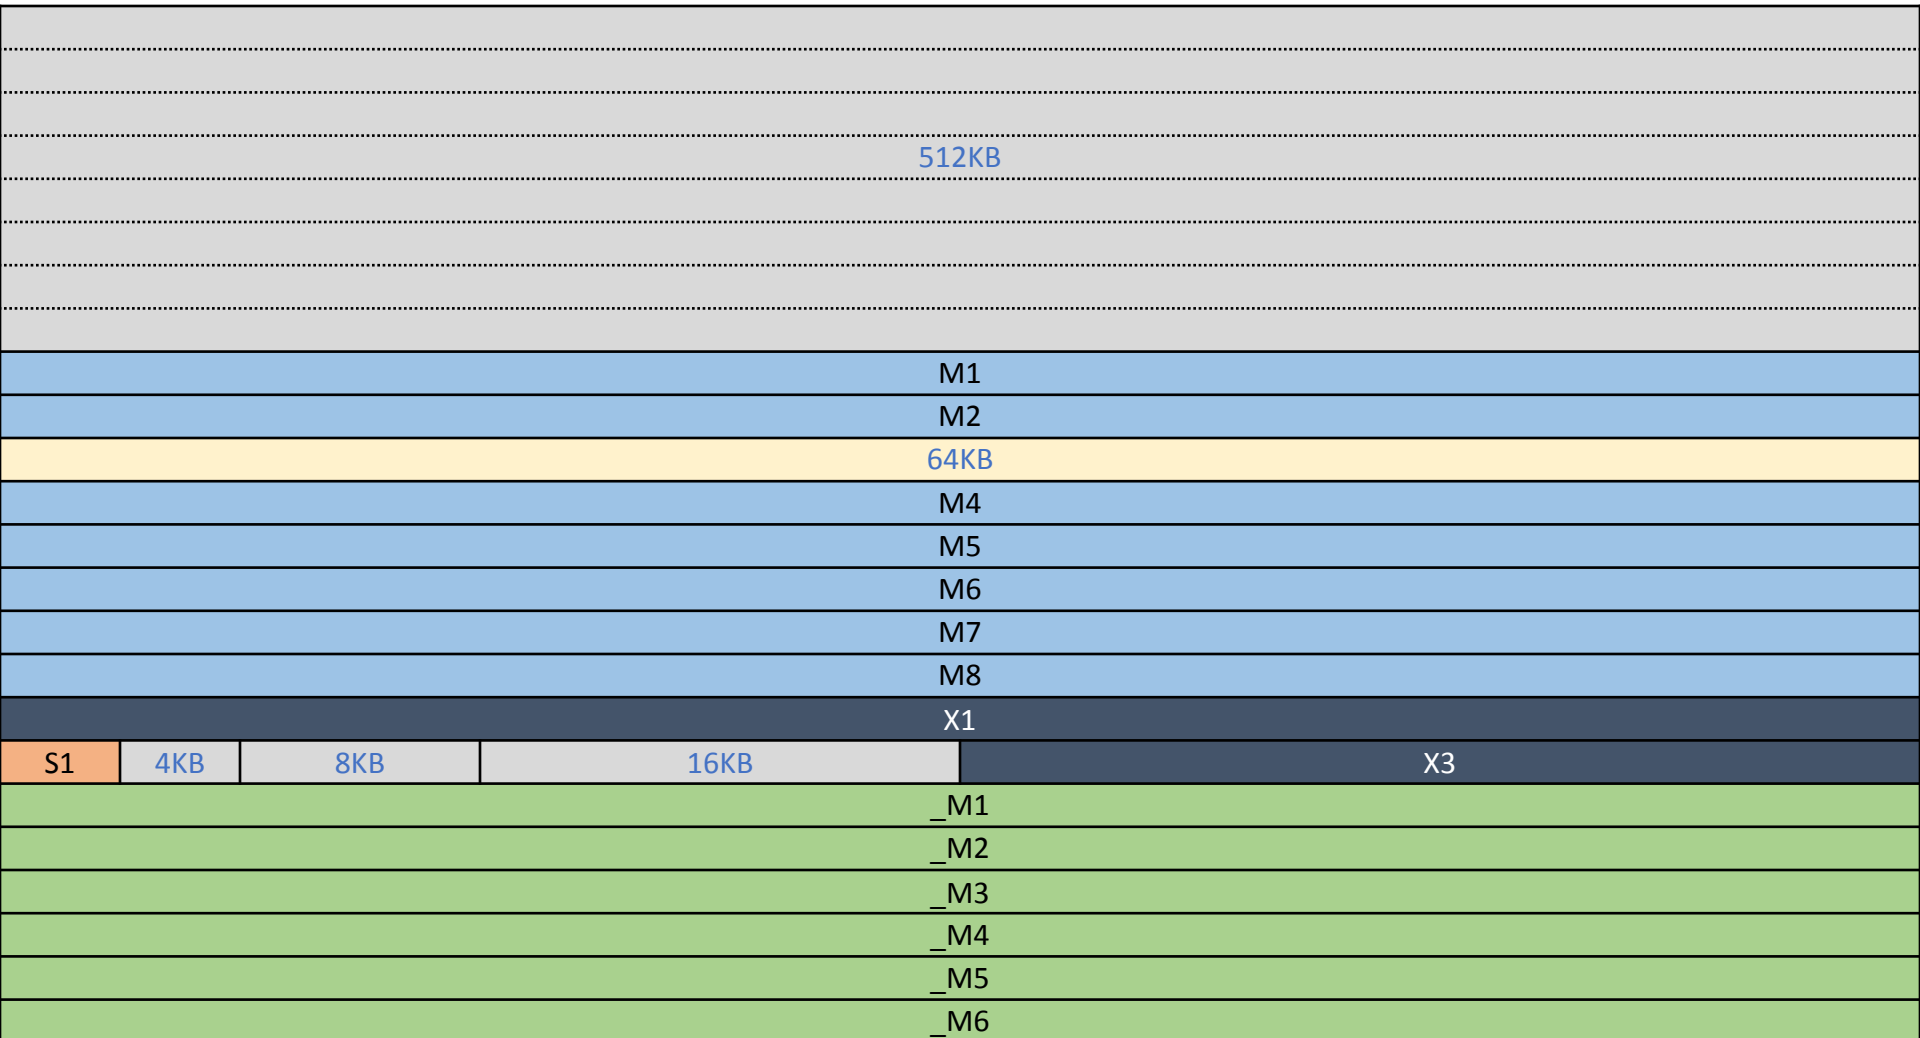 512KB
M1
M2
64KB
M4
M5
M6
M7
M8
X1
S1 4KB 8KB 16KB X3
_M1
_M2
_M3
_M4
_M5
_M6